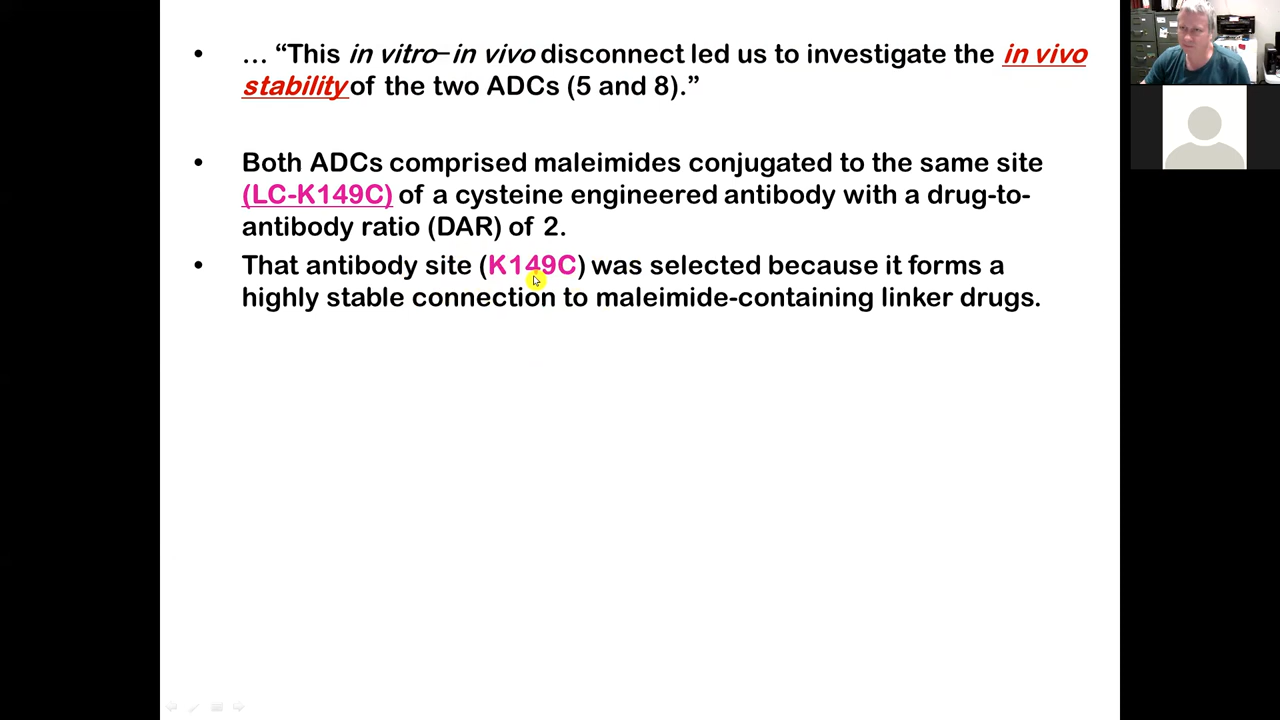 • … “This in vitro–in vivo disconnect led us to investigate the in vivo
stability of the two ADCs (5 and 8).”
• Both ADCs comprised maleimides conjugated to the same site
(LC-K149C) of a cysteine engineered antibody with a drug-to-
antibody ratio (DAR) of 2.
• That antibody site (K149C) was selected because it forms a
highly stable connection to maleimide-containing linker drugs.